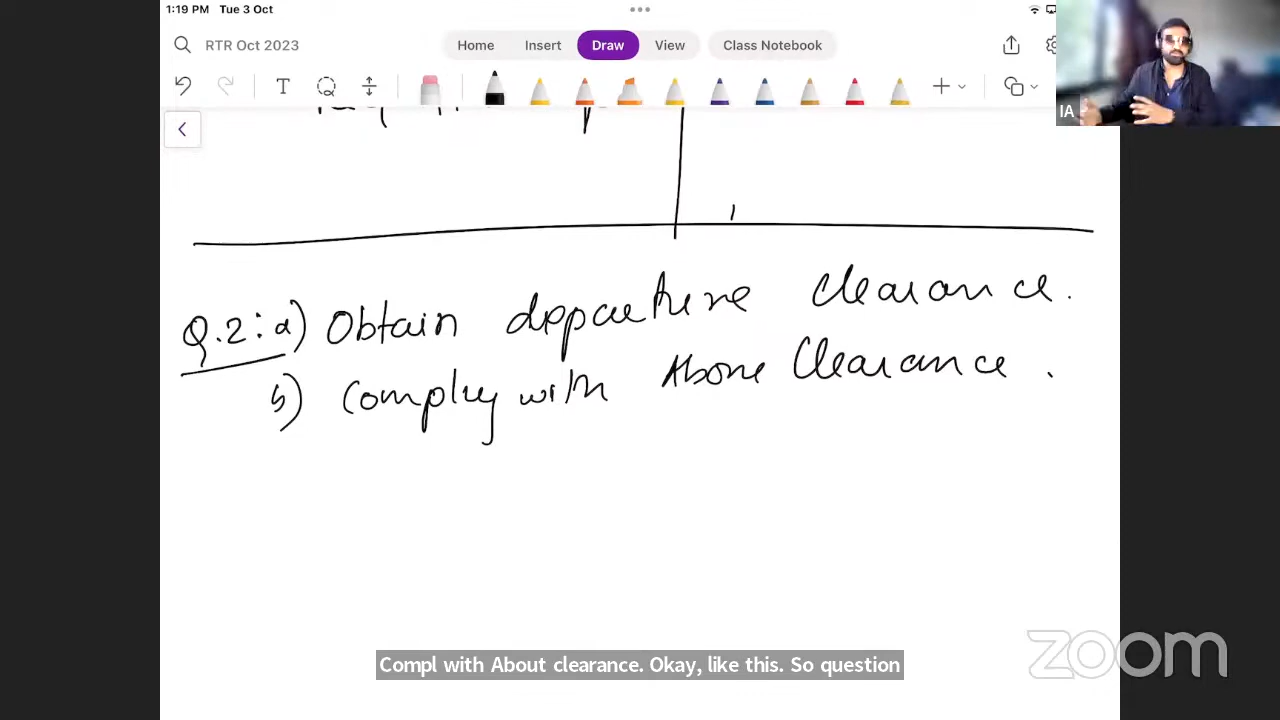 1:19 PM Tue 3 Oct
RTR Oct 2023
Home Insert Draw View Class Notebook
IA
Q.2: a) Obtain departure clearance.
b) Comply with Above Clearance.
Compl with About clearance. Okay, like this. So question
zoom